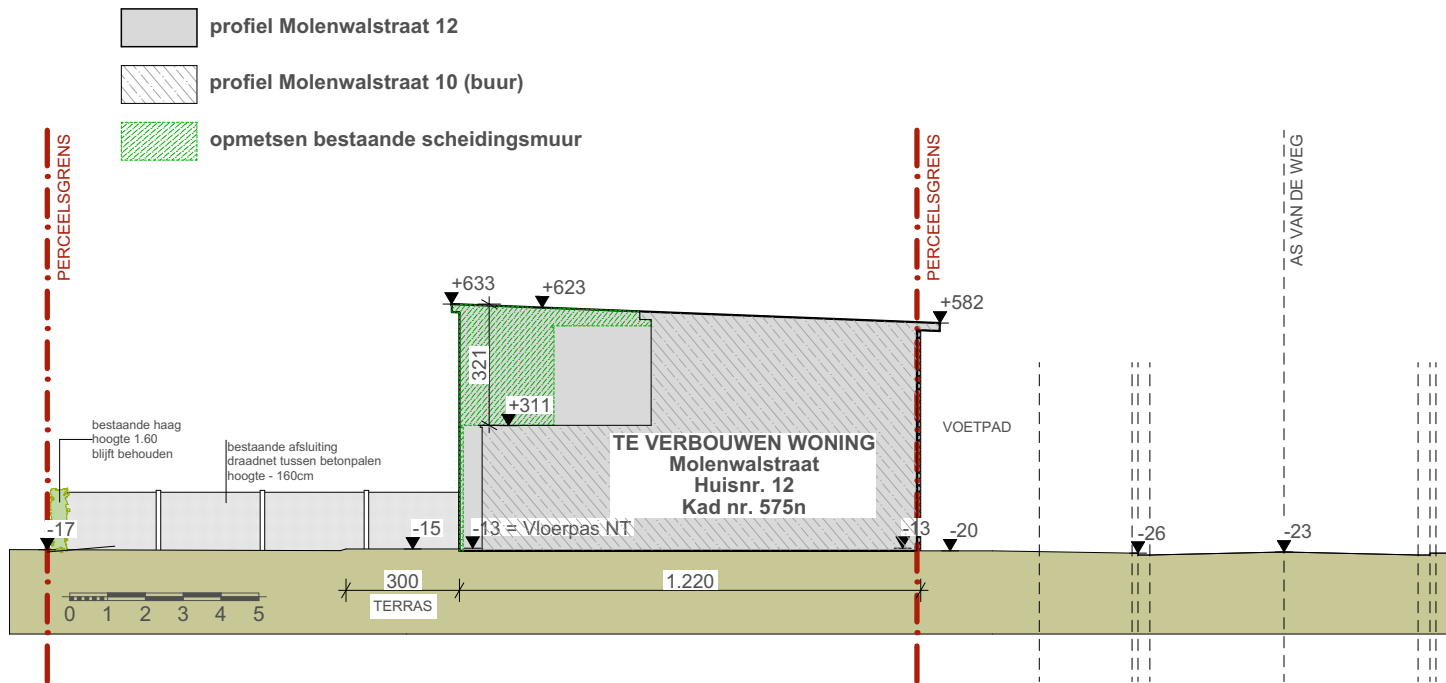 profiel Molenwalstraat 12
profiel Molenwalstraat 10 (buur)
opmetsen bestaande scheidingsmuur
PERCEELSGRENS
PERCEELSGRENS
AS VAN DE WEG
+633
+623
+582
321
+311
bestaande haag
hoogte 1.60
blijft behouden
bestaande afsluiting
draadnet tussen betonpalen
hoogte - 160cm
TE VERBOUWEN WONING
Molenwalstraat
Huisnr. 12
Kad nr. 575n
VOETPAD
-17
-15
-13 = Vloerpas NT
-13
-20
-26
-23
300
1.220
TERRAS
0 1 2 3 4 5